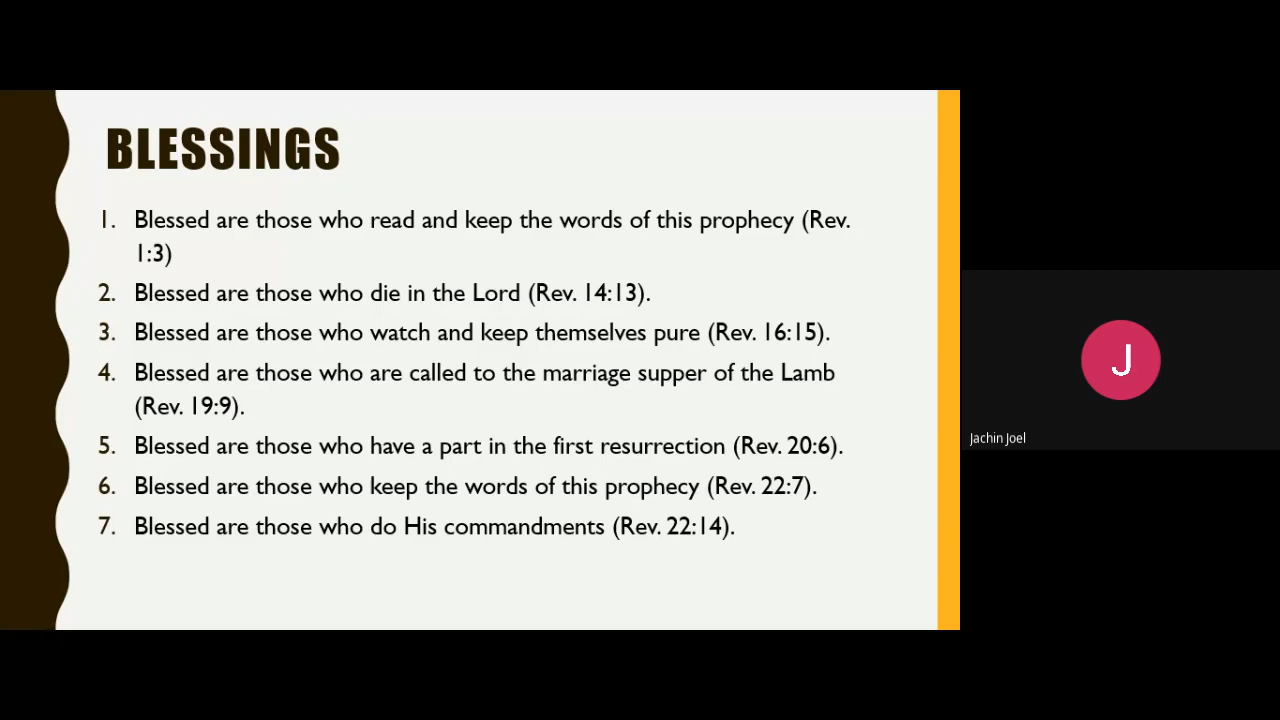 BLESSINGS
1. Blessed are those who read and keep the words of this prophecy (Rev.
1:3)
2. Blessed are those who die in the Lord (Rev. 14:13).
3. Blessed are those who watch and keep themselves pure (Rev. 16:15).
4. Blessed are those who are called to the marriage supper of the Lamb
(Rev. 19:9).
5. Blessed are those who have a part in the first resurrection (Rev. 20:6).
6. Blessed are those who keep the words of this prophecy (Rev. 22:7).
7. Blessed are those who do His commandments (Rev. 22:14).
J
Jachin Joel